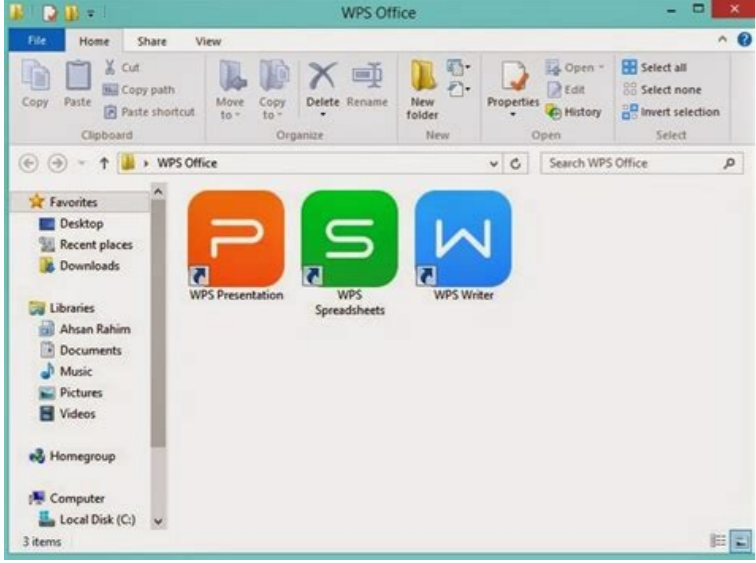 WPS Office
File Home Share View
Copy
Paste
Cut
Copy path
Paste shortcut
Clipboard
Move to
Copy to
Delete
Rename
Organize
New folder
New
Properties
Open
Edit
History
Open
Select all
Select none
Invert selection
Select
WPS Office
Search WPS Office
Favorites
Desktop
Recent places
Downloads
Libraries
Ahsan Rahim
Documents
Music
Pictures
Videos
Homegroup
Computer
Local Disk (C:)
P
WPS Presentation
S
WPS
Spreadsheets
W
WPS Writer
3 items